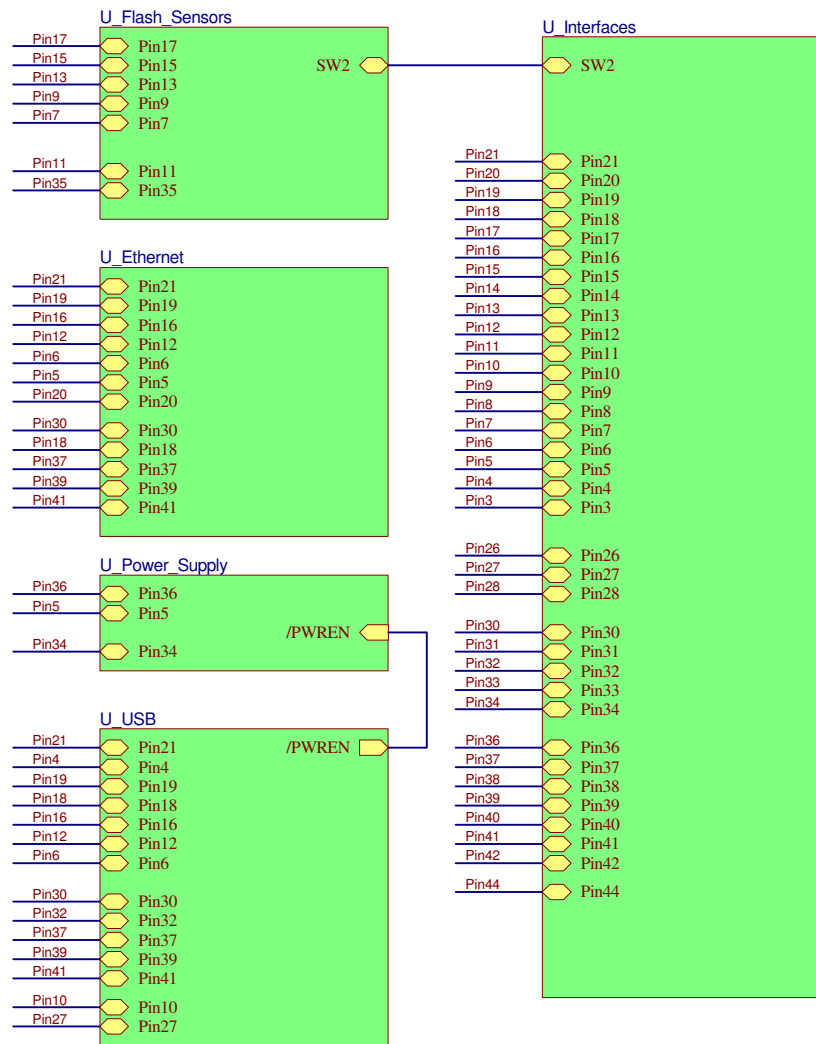 U_Flash_Sensors
Pin17 Pin17
Pin15 Pin15 SW2
Pin13 Pin13
Pin9 Pin9
Pin7 Pin7
Pin11 Pin11
Pin35 Pin35
U_Ethernet
Pin21 Pin21
Pin19 Pin19
Pin16 Pin16
Pin12 Pin12
Pin6 Pin6
Pin5 Pin5
Pin20 Pin20
Pin30 Pin30
Pin18 Pin18
Pin37 Pin37
Pin39 Pin39
Pin41 Pin41
U_Power_Supply
Pin36 Pin36
Pin5 Pin5
/PWREN
Pin34 Pin34
U_USB
Pin21 Pin21 /PWREN
Pin4 Pin4
Pin19 Pin19
Pin18 Pin18
Pin16 Pin16
Pin12 Pin12
Pin6 Pin6
Pin30 Pin30
Pin32 Pin32
Pin37 Pin37
Pin39 Pin39
Pin41 Pin41
Pin10 Pin10
Pin27 Pin27
U_Interfaces
SW2
Pin21 Pin21
Pin20 Pin20
Pin19 Pin19
Pin18 Pin18
Pin17 Pin17
Pin16 Pin16
Pin15 Pin15
Pin14 Pin14
Pin13 Pin13
Pin12 Pin12
Pin11 Pin11
Pin10 Pin10
Pin9 Pin9
Pin8 Pin8
Pin7 Pin7
Pin6 Pin6
Pin5 Pin5
Pin4 Pin4
Pin3 Pin3
Pin26 Pin26
Pin27 Pin27
Pin28 Pin28
Pin30 Pin30
Pin31 Pin31
Pin32 Pin32
Pin33 Pin33
Pin34 Pin34
Pin36 Pin36
Pin37 Pin37
Pin38 Pin38
Pin39 Pin39
Pin40 Pin40
Pin41 Pin41
Pin42 Pin42
Pin44 Pin44